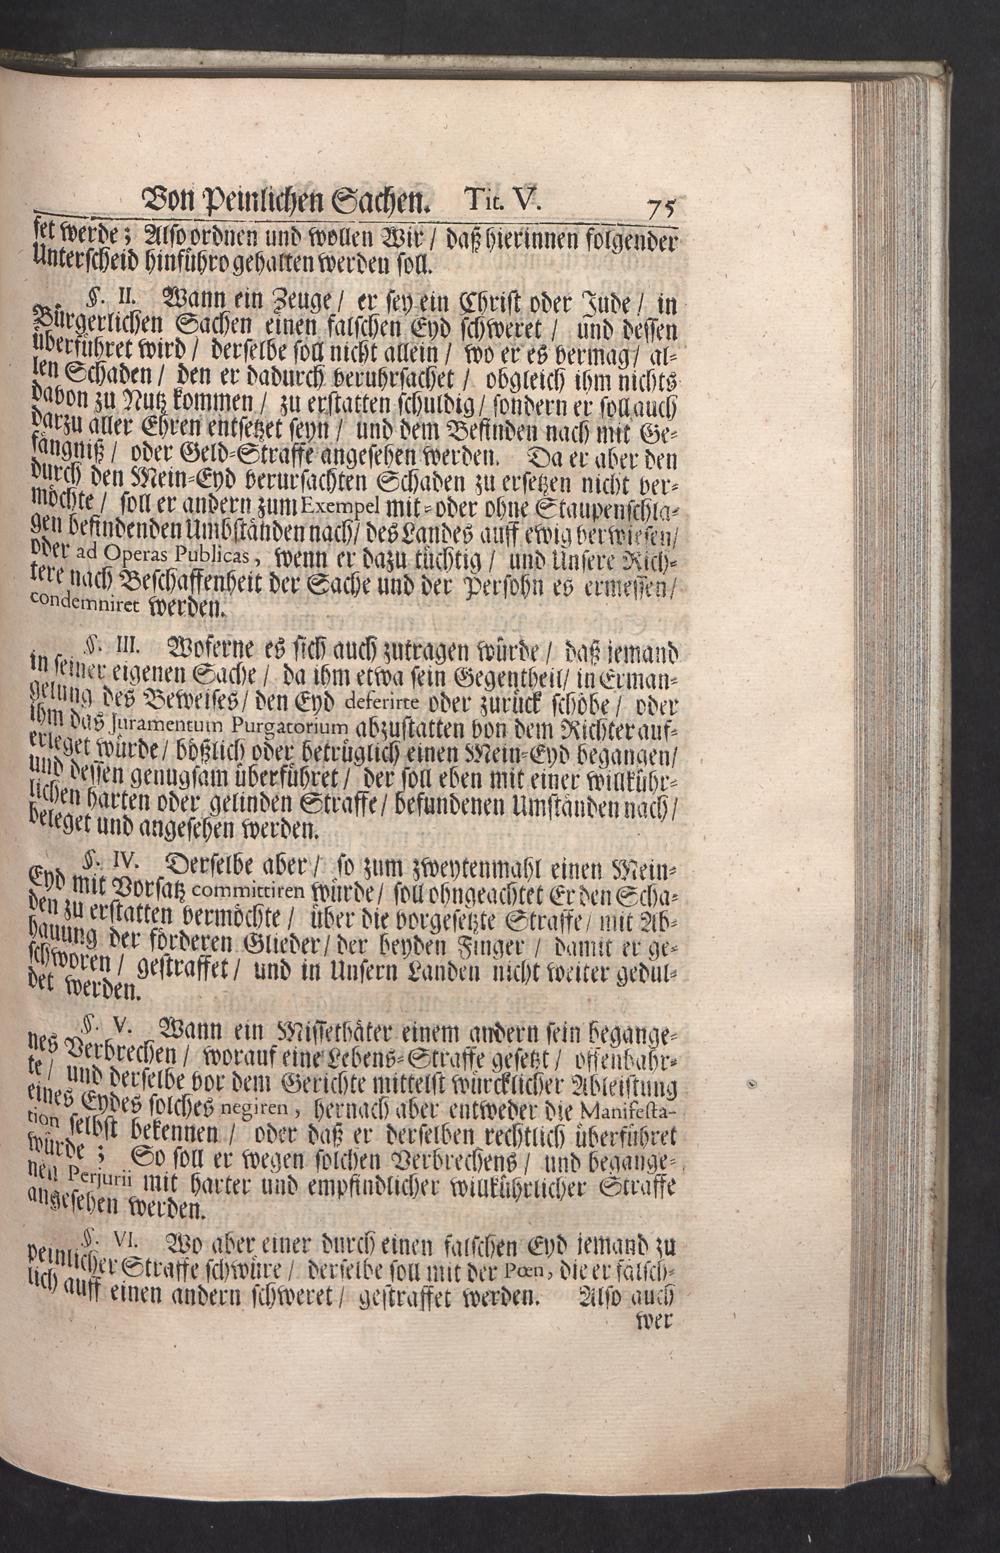 Von Peinlichen Sachen. Tit. V. 75
set werde; Also ordnen und wollen Wir / daß hierinnen folgender
Unterscheid hinführo gehalten werden soll.
§. II. Wann ein Zeuge / er sey ein Christ oder Jude / in
Bürgerlichen Sachen einen falschen Eyd schweret / und dessen
überführet wird / derselbe soll nicht allein / wo er es vermag / al-
len Schaden / den er dadurch veruhrsachet / obgleich ihm nichts
davon zu Nutz kommen / zu erstatten schuldig / sondern er soll auch
darzu aller Ehren entsetzet seyn / und dem Befinden nach mit Ge-
fängniß / oder Geld-Straffe angesehen werden. Da er aber den
durch den Mein-Eyd verursachten Schaden zu ersetzen nicht ver-
möchte / soll er andern zum Exempel mit- oder ohne Staupenschla-
gen befindenden Umbständen nach / des Landes auff ewig verwiesen /
oder ad Operas Publicas, wenn er dazu tüchtig / und Unsere Rich-
tere nach Beschaffenheit der Sache und der Persohn es ermessen /
condemniret werden.
§. III. Woferne es sich auch zutragen würde / daß jemand
in seiner eigenen Sache / da ihm etwa sein Gegentheil / in Erman-
gelung des Beweises / den Eyd deferirte oder zurück schöbe / oder
ihm das Juramentum Purgatorium abzustatten von dem Richter auf-
erleget würde / bößlich oder betrüglich einen Mein-Eyd begangen /
und dessen genugsam überführet / der soll eben mit einer willkühr-
lichen harten oder gelinden Straffe / befundenen Umständen nach /
beleget und angesehen werden.
§. IV. Derselbe aber / so zum zweytenmahl einen Mein-
Eyd mit Vorsatz committiren würde / soll ohngeachtet Er den Scha-
den zu erstatten vermöchte / über die vorgesetzte Straffe / mit Ab-
hauung der förderen Glieder / der beyden Finger / damit er ge-
schworen / gestraffet / und in Unsern Landen nicht weiter gedul-
det werden.
§. V. Wann ein Missethäter einem andern sein begange-
nes Verbrechen / worauf eine Lebens-Straffe gesetzt / offenbahr-
te / und derselbe vor dem Gerichte mittelst würcklicher Ableistung
eines Eydes solches negiren, hernach aber entweder die Manifesta-
tion selbst bekennen / oder daß er derselben rechtlich überführet
würde; So soll er wegen solchen Verbrechens / und begange-
nen Perjurii mit harter und empfindlicher willkührlicher Straffe
angesehen werden.
§. VI. Wo aber einer durch einen falschen Eyd jemand zu
peinlicher Straffe schwüre / derselbe soll mit der Pœn, die er fälsch-
lich auff einen andern schweret / gestraffet werden. Also auch
wer